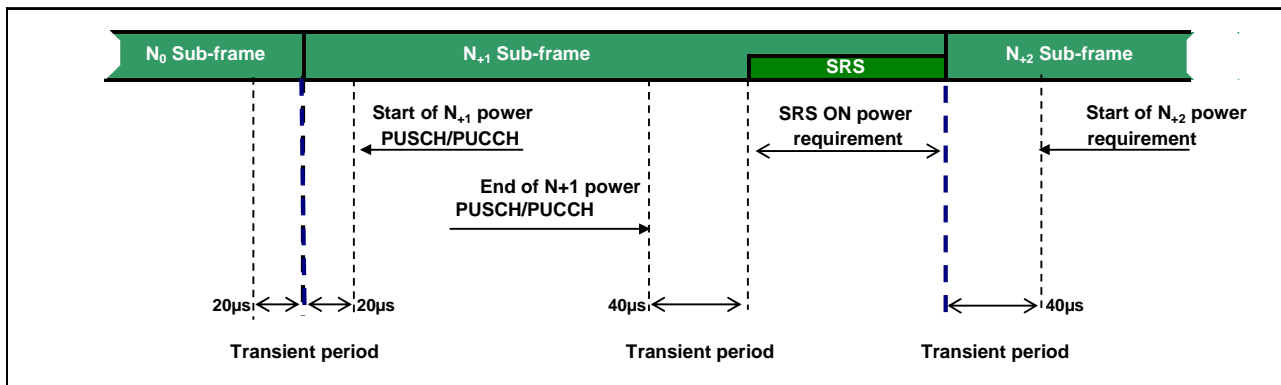 N0 Sub-frame
N+1 Sub-frame
N+2 Sub-frame
SRS
Start of N+1 power
PUSCH/PUCCH
SRS ON power
requirement
Start of N+2 power
requirement
End of N+1 power
PUSCH/PUCCH
20µs
20µs
40µs
40µs
Transient period
Transient period
Transient period